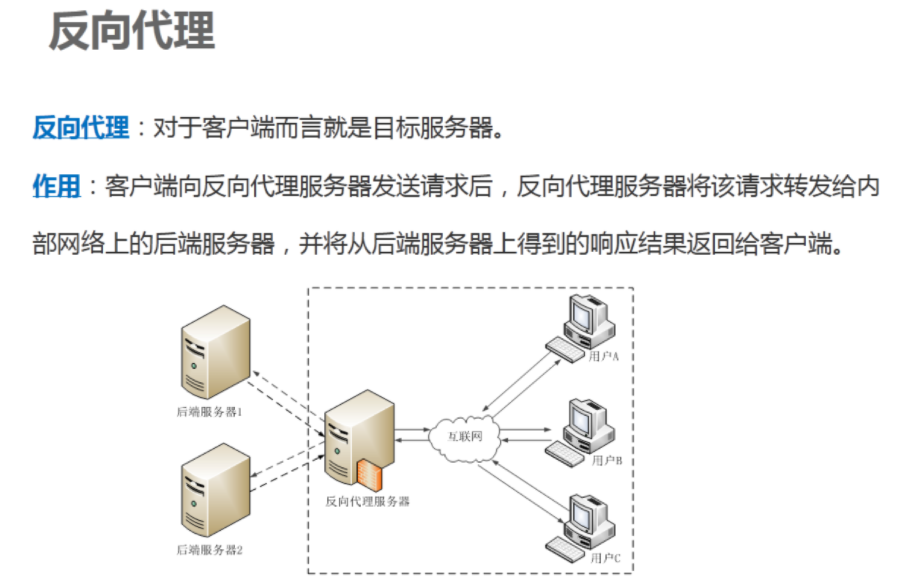 反向代理
反向代理：对于客户端而言就是目标服务器。
作用：客户端向反向代理服务器发送请求后，反向代理服务器将该请求转发给内
部网络上的后端服务器，并将从后端服务器上得到的响应结果返回给客户端。
用户A
后端服务器1
互联网
用户B
反向代理服务器
后端服务器2
用户C